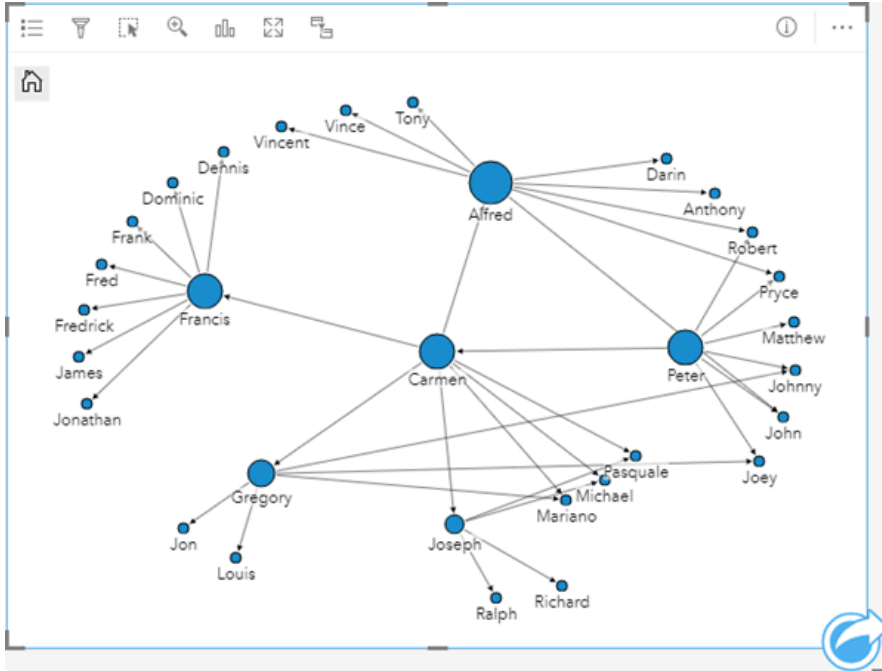 Tony
Vince
Vincent
Dennis
Darin
Dominic
Anthony
Alfred
Frank
Robert
Fred
Pryce
Francis
Fredrick
Matthew
James
Carmen
Peter
Johnny
Jonathan
John
Pasquale
Joey
Gregory
Michael
Mariano
Jon
Joseph
Louis
Richard
Ralph